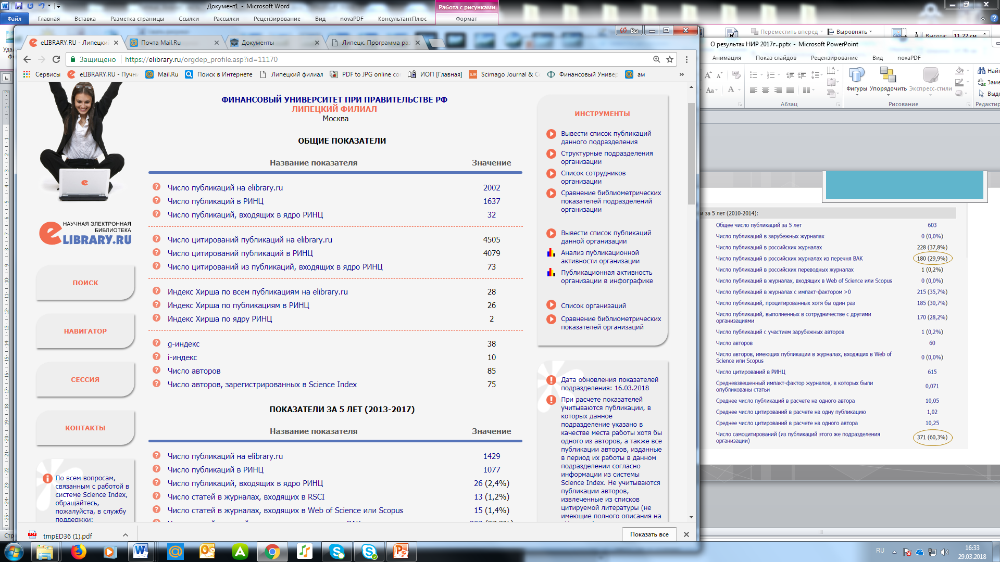 Документ1 - Microsoft Word
Работа с рисунками
Файл
Главная
Вставка
Разметка страницы
Ссылки
Рассылки
Рецензирование
Вид
novaPDF
КонсультантПлюс
Формат
Вы
eLIBRARY.RU - Липецки
Почта Mail.Ru
Документы
Липецк. Программа раз
Защищено
https://elibrary.ru/orgdep_profile.asp?id=11170
Сервисы
eLIBRARY.RU - Пучни
Mail.Ru
Поиск в Интернете
Липецкий филиал
PDF to JPG online co
ИОП [Главная]
Scimago Journal & C
Финансовый Универ
ам
»
ФИНАНСОВЫЙ УНИВЕРСИТЕТ ПРИ ПРАВИТЕЛЬСТВЕ РФ
ЛИПЕЦКИЙ ФИЛИАЛ
Москва
ОБЩИЕ ПОКАЗАТЕЛИ
Название показателя Значение
Число публикаций на elibrary.ru 2002
Число публикаций в РИНЦ 1637
Число публикаций, входящих в ядро РИНЦ 32
Число цитирований публикаций на elibrary.ru 4505
Число цитирований публикаций в РИНЦ 4079
Число цитирований из публикаций, входящих в ядро РИНЦ 73
Индекс Хирша по всем публикациям на elibrary.ru 28
Индекс Хирша по публикациям в РИНЦ 26
Индекс Хирша по ядру РИНЦ 2
g-индекс 38
i-индекс 10
Число авторов 85
Число авторов, зарегистрированных в Science Index 75
ПОКАЗАТЕЛИ ЗА 5 ЛЕТ (2013-2017)
Название показателя Значение
Число публикаций на elibrary.ru 1429
Число публикаций в РИНЦ 1077
Число публикаций, входящих в ядро РИНЦ 26 (2,4%)
Число статей в журналах, входящих в RSCI 13 (1,2%)
Число статей в журналах, входящих в Web of Science или Scopus 15 (1,4%)
НАУЧНАЯ ЭЛЕКТРОННАЯ
БИБЛИОТЕКА
eLIBRARY.RU
ПОИСК
НАВИГАТОР
СЕССИЯ
КОНТАКТЫ
По всем вопросам,
связанным с работой в
системе Science Index,
обращайтесь,
пожалуйста, в службу
поддержки:
ИНСТРУМЕНТЫ
Вывести список публикаций
данного подразделения
Структурные подразделения
организации
Список сотрудников
организации
Сравнение библиометрических
показателей подразделений
организации
Вывести список публикаций
данной организации
Анализ публикационной
активности организации
Публикационная активность
организации в инфографике
Список организаций
Сравнение библиометрических
показателей организаций
Дата обновления показателей
подразделения: 16.03.2018
При расчете показателей
учитываются публикации, в
которых данное
подразделение указано в
качестве места работы хотя бы
одного из авторов, а также все
публикации авторов, изданные
в период их работы в данном
подразделении согласно
информации из системы
Science Index. Не учитываются
публикации авторов,
извлеченные из списков
цитируемой литературы (не
имеющие полного описания на
tmpED36 (1).pdf
Показать все
Переместить вперед
Выровнять
Высота:
11,22 см
О результах НИР 2017г..pptx - Microsoft PowerPoint
Анимация
Показ слайдов
Рецензирование
Вид
novaPDF
Фигуры
Упорядочить
Экспресс-стили
Найти
Заме
Выде
Абзац
Рисование
Редактир
и за 5 лет (2010-2014):
Общее число публикаций за 5 лет 603
Число публикаций в зарубежных журналах 0 (0,0%)
Число публикаций в российских журналах 228 (37,8%)
Число публикаций в российских журналах из перечня ВАК 180 (29,9%)
Число публикаций в российских переводных журналах 1 (0,2%)
Число публикаций в журналах, входящих в Web of Science или Scopus 0 (0,0%)
Число публикаций в журналах с импакт-фактором >0 215 (35,7%)
Число публикаций, процитированных хотя бы один раз 185 (30,7%)
Число публикаций, выполненных в сотрудничестве с другими
организациями 170 (28,2%)
Число публикаций с участием зарубежных авторов 1 (0,2%)
Число авторов 60
Число авторов, имеющих публикации в журналах, входящих в Web of
Science или Scopus 0 (0,0%)
Число цитирований в РИНЦ 615
Средневзвешенный импакт-фактор журналов, в которых были
опубликованы статьи 0,071
Среднее число публикаций в расчете на одного автора 10,05
Среднее число цитирований в расчете на одну публикацию 1,02
Среднее число цитирований в расчете на одного автора 10,25
Число самоцитирований (из публикаций этого же подразделения
организации) 371 (60,3%)
RU
16:33
29.03.2018